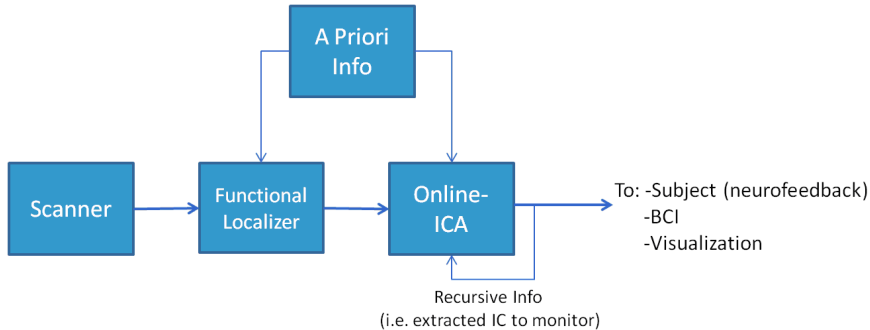 A Priori
Info
Scanner
Functional
Localizer
Online-
ICA
To: -Subject (neurofeedback)
-BCI
-Visualization
Recursive Info
(i.e. extracted IC to monitor)